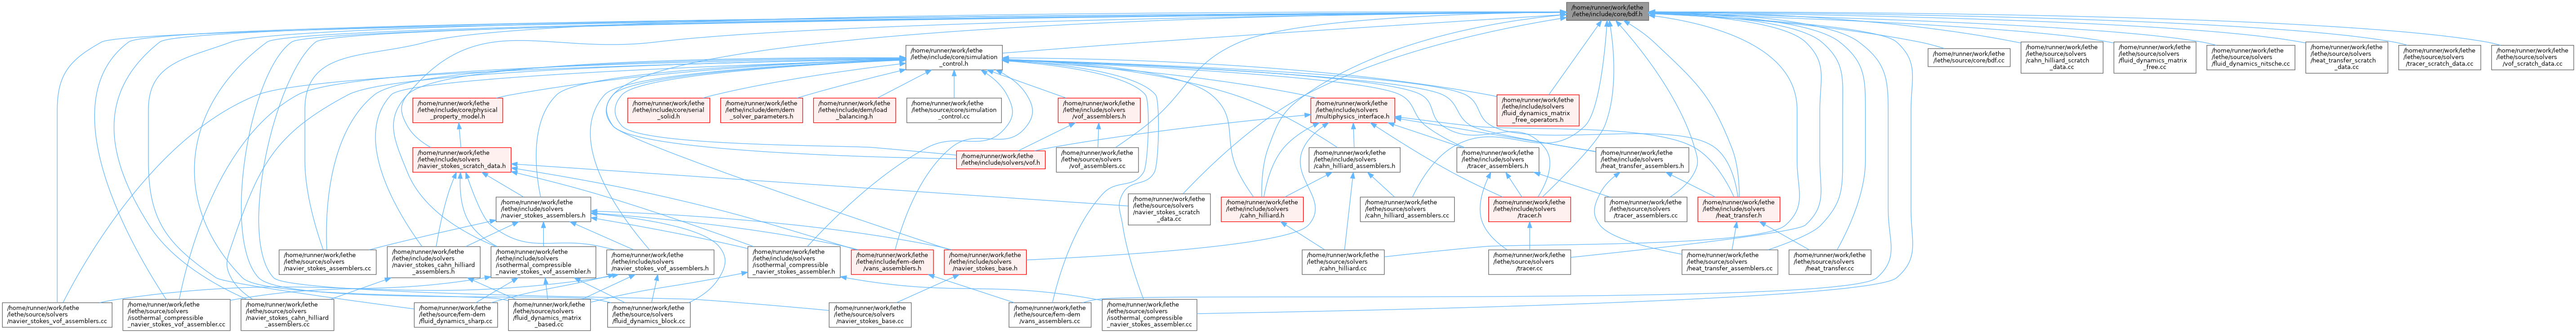 /home/runner/work/lethe
/lethe/include/core/bdf.h
/home/runner/work/lethe
/lethe/include/core/simulation
_control.h
/home/runner/work/lethe
/lethe/source/core/bdf.cc
/home/runner/work/lethe
/lethe/source/solvers
/cahn_hilliard_scratch
_data.cc
/home/runner/work/lethe
/lethe/source/solvers
/fluid_dynamics_matrix
_free.cc
/home/runner/work/lethe
/lethe/source/solvers
/fluid_dynamics_nitsche.cc
/home/runner/work/lethe
/lethe/source/solvers
/heat_transfer_scratch
_data.cc
/home/runner/work/lethe
/lethe/source/solvers
/tracer_scratch_data.cc
/home/runner/work/lethe
/lethe/source/solvers
/vof_scratch_data.cc
/home/runner/work/lethe
/lethe/include/core/physical
_property_model.h
/home/runner/work/lethe
/lethe/include/core/serial
_solid.h
/home/runner/work/lethe
/lethe/include/dem/dem
_solver_parameters.h
/home/runner/work/lethe
/lethe/include/dem/load
_balancing.h
/home/runner/work/lethe
/lethe/source/core/simulation
_control.cc
/home/runner/work/lethe
/lethe/include/solvers
/vof_assemblers.h
/home/runner/work/lethe
/lethe/include/solvers
/multiphysics_interface.h
/home/runner/work/lethe
/lethe/include/solvers
/fluid_dynamics_matrix
_free_operators.h
/home/runner/work/lethe
/lethe/include/solvers
/navier_stokes_scratch_data.h
/home/runner/work/lethe
/lethe/include/solvers/vof.h
/home/runner/work/lethe
/lethe/source/solvers
/vof_assemblers.cc
/home/runner/work/lethe
/lethe/include/solvers
/cahn_hilliard_assemblers.h
/home/runner/work/lethe
/lethe/include/solvers
/tracer_assemblers.h
/home/runner/work/lethe
/lethe/include/solvers
/heat_transfer_assemblers.h
/home/runner/work/lethe
/lethe/include/solvers
/navier_stokes_assemblers.h
/home/runner/work/lethe
/lethe/source/solvers
/navier_stokes_scratch
_data.cc
/home/runner/work/lethe
/lethe/include/solvers
/cahn_hilliard.h
/home/runner/work/lethe
/lethe/source/solvers
/cahn_hilliard_assemblers.cc
/home/runner/work/lethe
/lethe/include/solvers
/tracer.h
/home/runner/work/lethe
/lethe/source/solvers
/tracer_assemblers.cc
/home/runner/work/lethe
/lethe/include/solvers
/heat_transfer.h
/home/runner/work/lethe
/lethe/source/solvers
/navier_stokes_assemblers.cc
/home/runner/work/lethe
/lethe/include/solvers
/navier_stokes_cahn_hilliard
_assemblers.h
/home/runner/work/lethe
/lethe/include/solvers
/isothermal_compressible
_navier_stokes_vof_assembler.h
/home/runner/work/lethe
/lethe/include/solvers
/navier_stokes_vof_assemblers.h
/home/runner/work/lethe
/lethe/include/solvers
/isothermal_compressible
_navier_stokes_assembler.h
/home/runner/work/lethe
/lethe/include/fem-dem
/vans_assemblers.h
/home/runner/work/lethe
/lethe/include/solvers
/navier_stokes_base.h
/home/runner/work/lethe
/lethe/source/solvers
/cahn_hilliard.cc
/home/runner/work/lethe
/lethe/source/solvers
/tracer.cc
/home/runner/work/lethe
/lethe/source/solvers
/heat_transfer_assemblers.cc
/home/runner/work/lethe
/lethe/source/solvers
/heat_transfer.cc
/home/runner/work/lethe
/lethe/source/solvers
/navier_stokes_vof_assemblers.cc
/home/runner/work/lethe
/lethe/source/solvers
/isothermal_compressible
_navier_stokes_vof_assembler.cc
/home/runner/work/lethe
/lethe/source/solvers
/navier_stokes_cahn_hilliard
_assemblers.cc
/home/runner/work/lethe
/lethe/source/fem-dem
/fluid_dynamics_sharp.cc
/home/runner/work/lethe
/lethe/source/solvers
/fluid_dynamics_matrix
_based.cc
/home/runner/work/lethe
/lethe/source/solvers
/fluid_dynamics_block.cc
/home/runner/work/lethe
/lethe/source/solvers
/navier_stokes_base.cc
/home/runner/work/lethe
/lethe/source/fem-dem
/vans_assemblers.cc
/home/runner/work/lethe
/lethe/source/solvers
/isothermal_compressible
_navier_stokes_assembler.cc